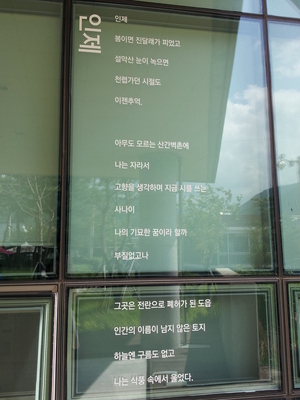 인제
인제
봄이면 진달래가 피었고
설악산 눈이 녹으면
천렵가던 시절도
이젠추억.
아무도 모르는 산간벽촌에
나는 자라서
고향을 생각하며 지금 시를 쓰는
사나이
나의 기묘한 꿈이라 할까
부질없고나
그곳은 전란으로 폐허가 된 도읍
인간의 이름이 남지 않은 토지
하늘엔 구름도 없고
나는 삭풍 속에서 울었다.